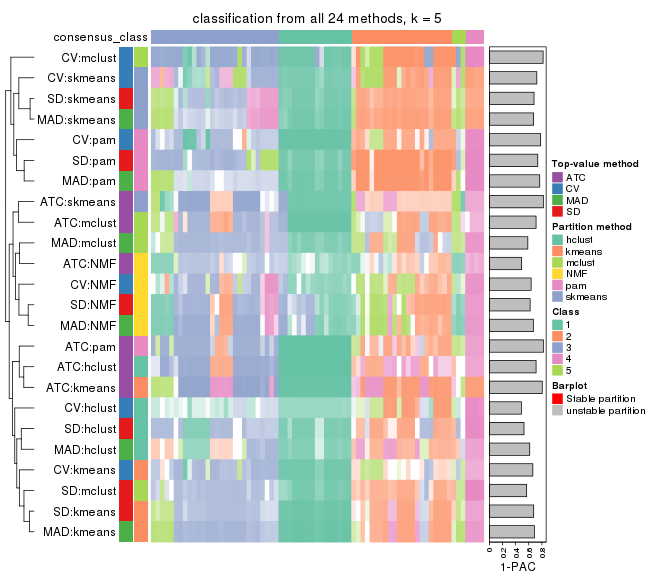 classification from all 24 methods, k = 5
consensus_class
CV:mclust
CV:skmeans
SD:skmeans
MAD:skmeans
CV:pam
SD:pam
MAD:pam
ATC:skmeans
ATC:mclust
MAD:mclust
ATC:NMF
CV:NMF
SD:NMF
MAD:NMF
ATC:pam
ATC:hclust
ATC:kmeans
CV:hclust
SD:hclust
MAD:hclust
CV:kmeans
SD:mclust
SD:kmeans
MAD:kmeans
0 0.2 0.4 0.6 0.8
1-PAC
Top-value method
ATC
CV
MAD
SD
Partition method
hclust
kmeans
mclust
NMF
pam
skmeans
Class
1
2
3
4
5
Barplot
Stable partition
unstable partition